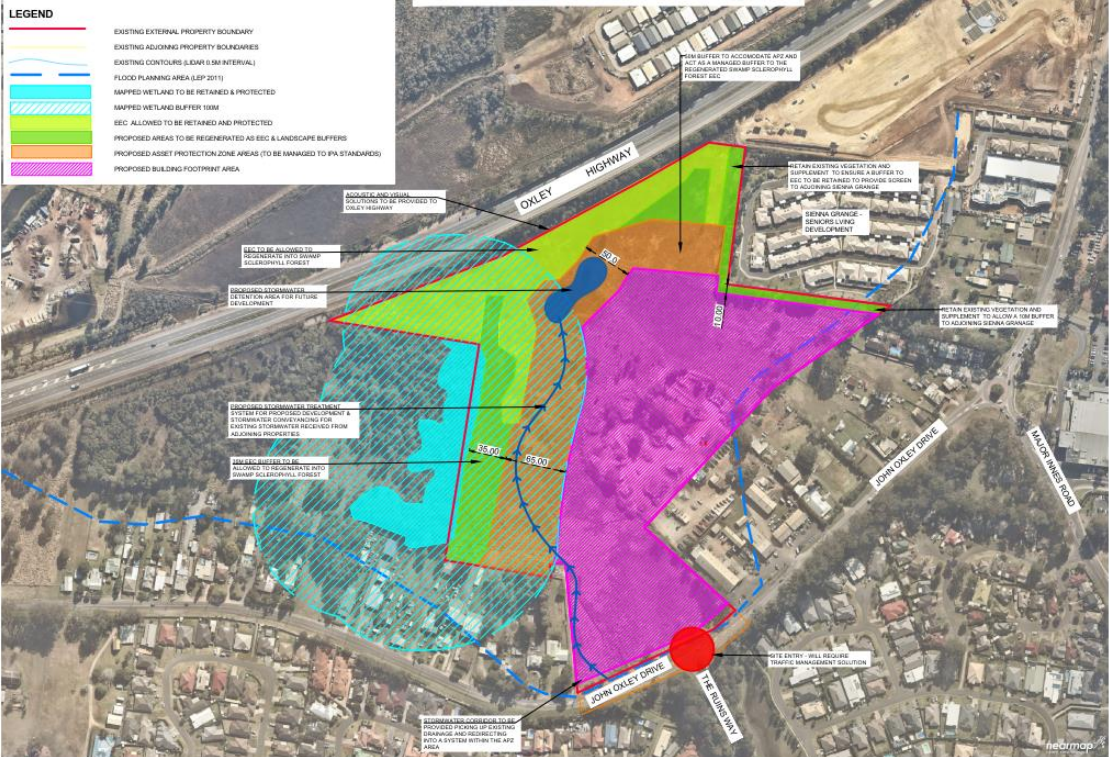 LEGEND
EXISTING EXTERNAL PROPERTY BOUNDARY
EXISTING ADJOINNG PROPERTY BOUNDARIES
EXISTING CONTOURS (LIDAR 0.5M INTERVAL)
FLOOD PLANNING AREA (LEP 2011)
MAPPED WETLAND TO BE RETAINED & PROTECTED
MAPPED WETLAND BUFFER 100M
EEC ALLOWED TO BE RETAINED AND PROTECTED
PROPOSED AREAS TO BE REGENERATED AS EEC & LANDSCAPE BUFFERS
PROPOSED ASSET PROTECTION ZONE AREAS (TO BE MANAGED TO IPA STANDARDS)
PROPOSED BUILDING FOOTPRINT AREA
50M BUFFER TO ACCOMODATE APZ AND
ACT AS A MANAGED BUFFER TO THE
REGENERATED SWAMP SCLEROPHYLL
FOREST EEC
OXLEY HIGHWAY
RETAIN EXISTING VEGETATION AND
SUPPLEMENT TO ENSURE A BUFFER TO
EEC TO BE RETAINED TO PROVIDE SCREEN
TO ADJOINING SIENNA GRANGE
ACOUSTIC AND VISUAL
SOLUTIONS TO BE PROVIDED TO
OXLEY HIGHWAY
SIENNA GRANGE -
SENIORS LVING
DEVELOPMENT
EEC TO BE ALLOWED TO
REGENERATE INTO SWAMP
SCLEROPHYLL FOREST
50.0
PROPOSED STORMWATER
DETENTION AREA FOR FUTURE
DEVELOPMENT
10.00
RETAIN EXISTING VEGETATION AND
SUPPLEMENT TO ALLOW A 10M BUFFER
TO ADJOINING SIENNA GRANAGE
PROPOSED STORMWATER TREATMENT
SYSTEM FOR PROPOSED DEVELOPMENT &
STORMWATER CONVEYANCING FOR
EXISTING STORMWATER RECEIVED FROM
ADJOINING PROPERTIES
JOHN OXLEY DRIVE
MAJOR INNES ROAD
35.00
65.00
EEC BUFFER TO BE
ALLOWED TO REGENERATE INTO
SWAMP SCLEROPHYLL FOREST
SITE ENTRY - WILL REQUIRE
TRAFFIC MANAGEMENT SOLUTION
JOHN OXLEY DRIVE
THE RUINS WAY
STORMWATER CORRIDOR TO BE
PROVIDED PICKING UP EXISTING
DRAINAGE AND REDIRECTING
INTO A SYSTEM WITHIN THE APZ
AREA
nearmap